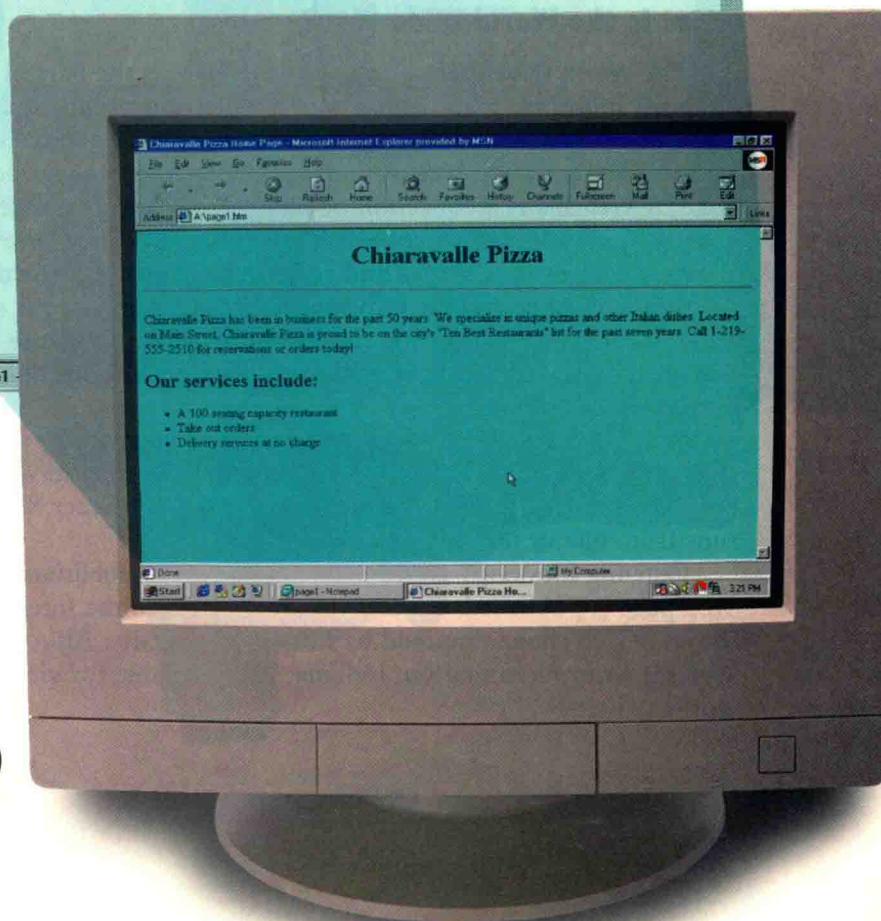 Chiaravalle Pizza Home Page - Microsoft Internet Explorer provided by MSN
File Edit View Go Favorites Help
Stop Refresh Home Search Favorites History Channels Fullscreen Mail Print Edit
Address A:\page1.htm Links
Chiaravalle Pizza
Chiaravalle Pizza has been in business for the past 50 years. We specialize in unique pizzas and other Italian dishes. Located
on Main Street, Chiaravalle Pizza is proud to be on the city's "Ten Best Restaurants" list for the past seven years. Call 1-219-
555-2510 for reservations or orders today!
Our services include:
• A 100 seating capacity restaurant
• Take out orders
• Delivery services at no charge
Done My Computer
Start page1 - Notepad Chiaravalle Pizza Ho... 3:21 PM